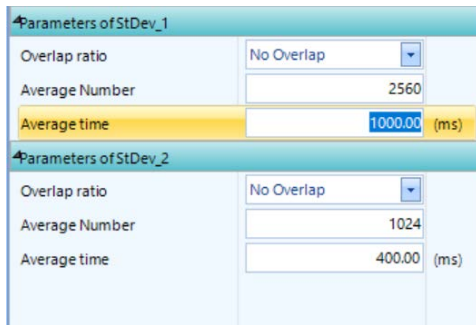 Parameters of StDev_1
Overlap ratio No Overlap
Average Number 2560
Average time 1000.00 (ms)
Parameters of StDev_2
Overlap ratio No Overlap
Average Number 1024
Average time 400.00 (ms)